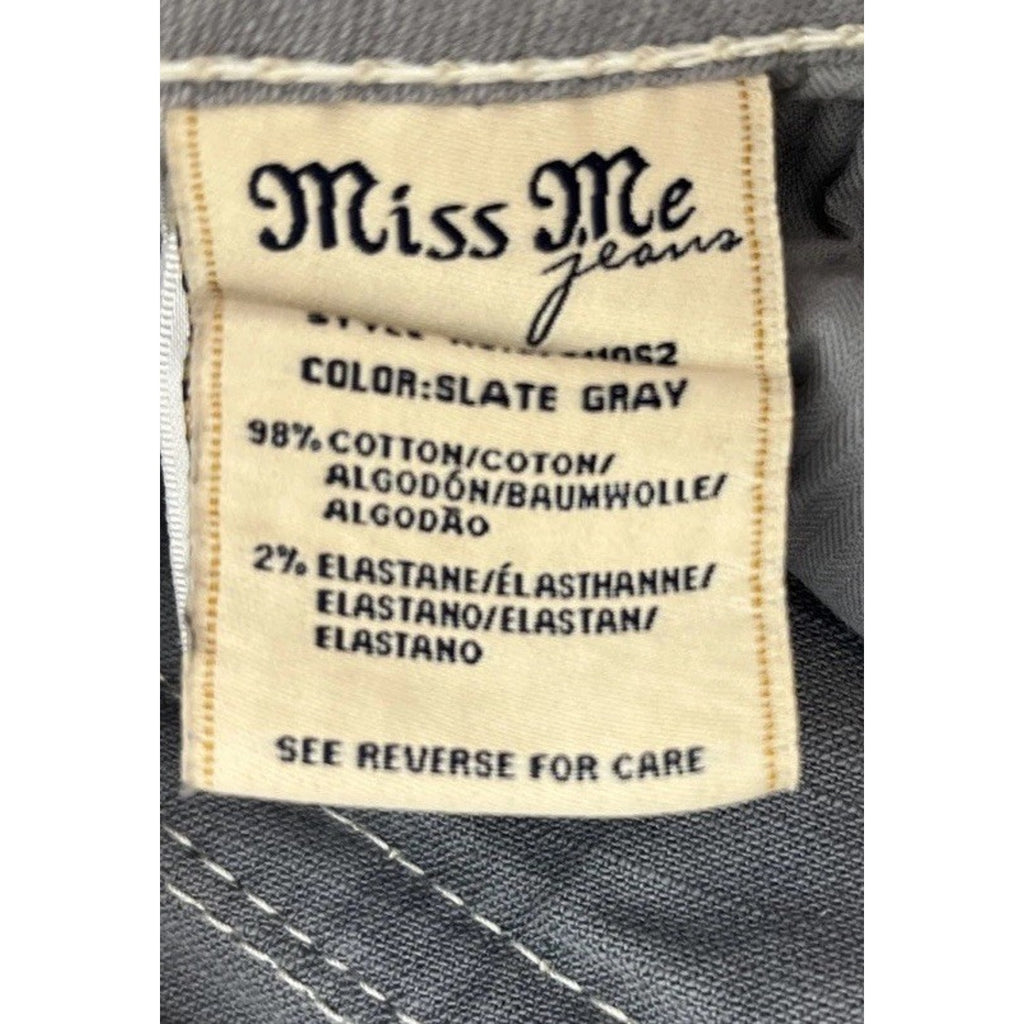 Miss Me
jeans
COLOR:SLATE GRAY
98% COTTON/COTON/
ALGODÓN/BAUMWOLLE/
ALGODÃO
2% ELASTANE/ÉLASTHANNE/
ELASTANO/ELASTAN/
ELASTANO
SEE REVERSE FOR CARE